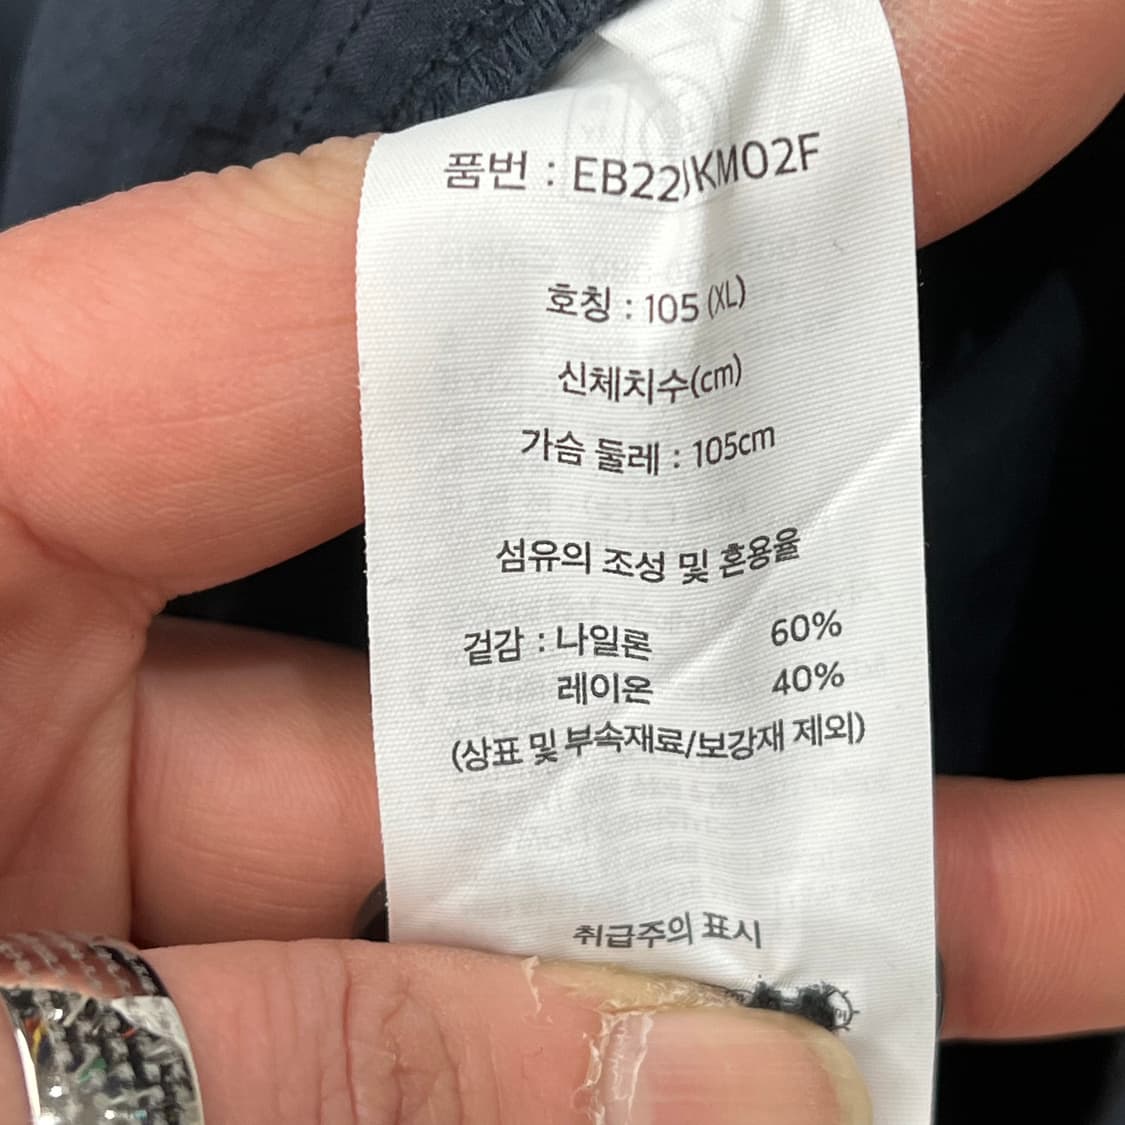 품번 : EB22JKM02F
호칭 : 105 (XL)
신체치수(cm)
가슴 둘레 : 105cm
섬유의 조성 및 혼용율
겉감 : 나일론 60%
레이온 40%
(상표 및 부속재료/보강재 제외)
취급주의 표시